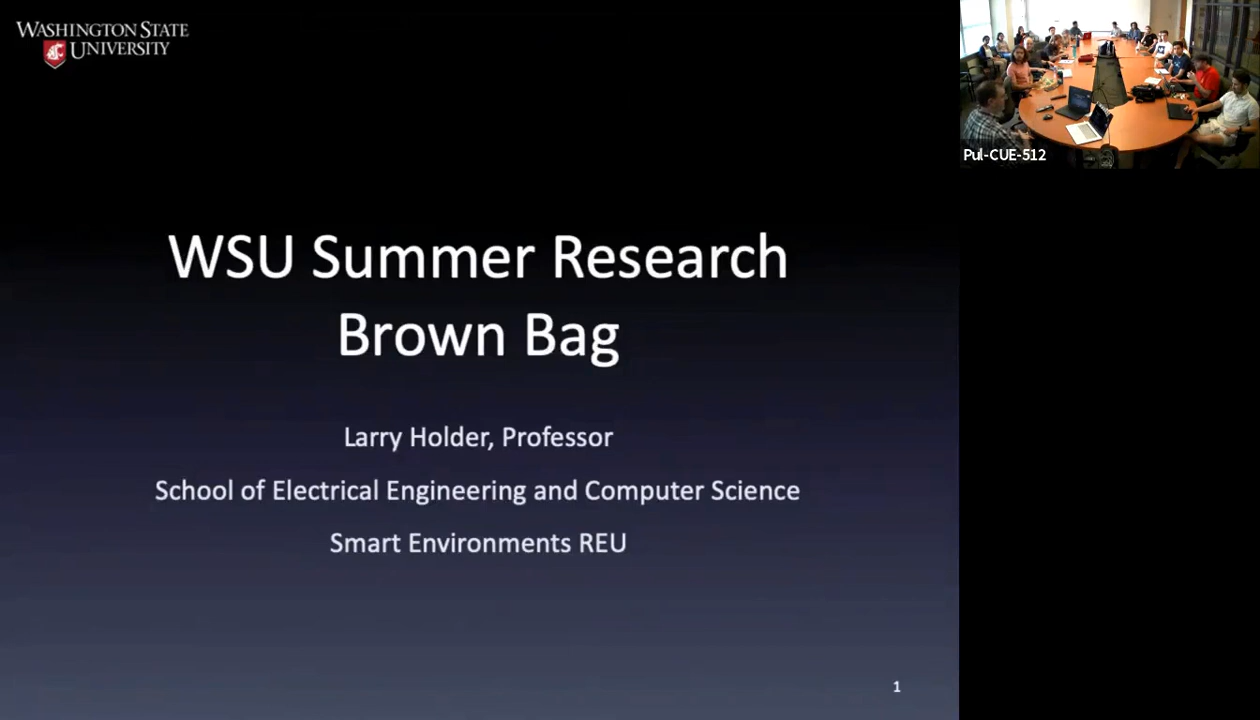 WASHINGTON STATE
UNIVERSITY
Pul-CUE-512
WSU Summer Research
Brown Bag
Larry Holder, Professor
School of Electrical Engineering and Computer Science
Smart Environments REU
1